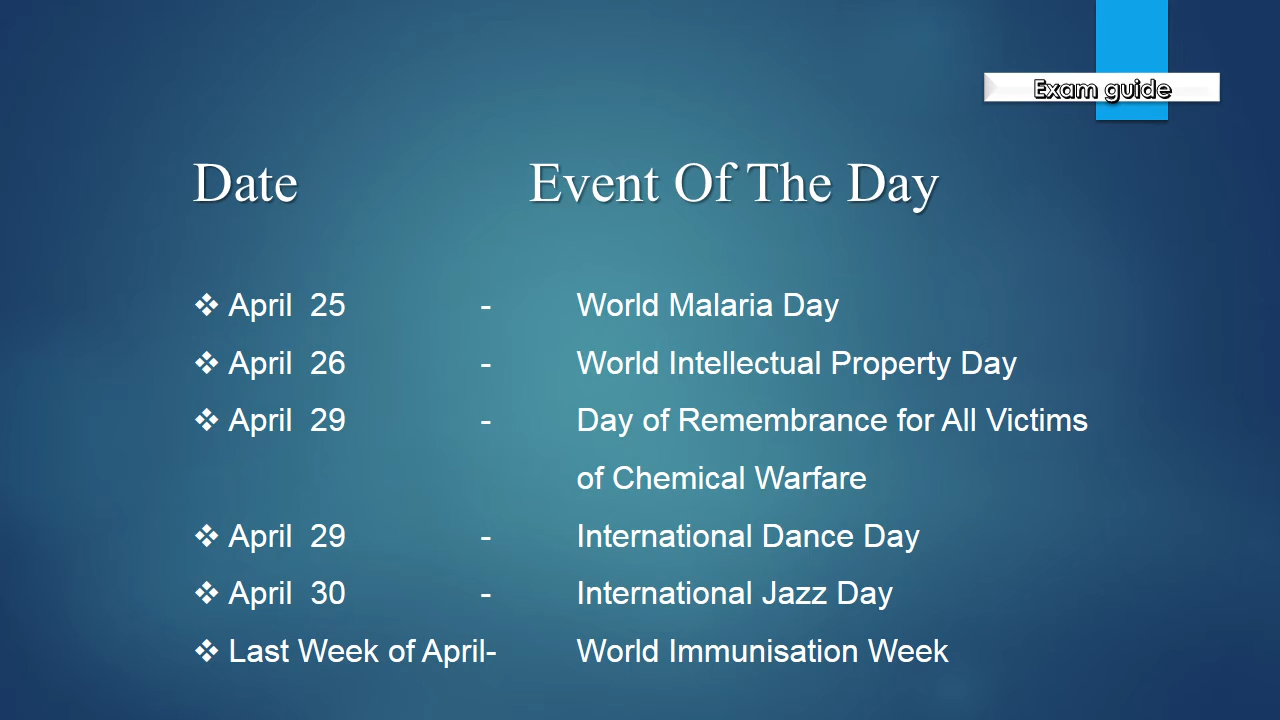 Exam guide
Date Event Of The Day
❖ April 25 - World Malaria Day
❖ April 26 - World Intellectual Property Day
❖ April 29 - Day of Remembrance for All Victims
of Chemical Warfare
❖ April 29 - International Dance Day
❖ April 30 - International Jazz Day
❖ Last Week of April- World Immunisation Week